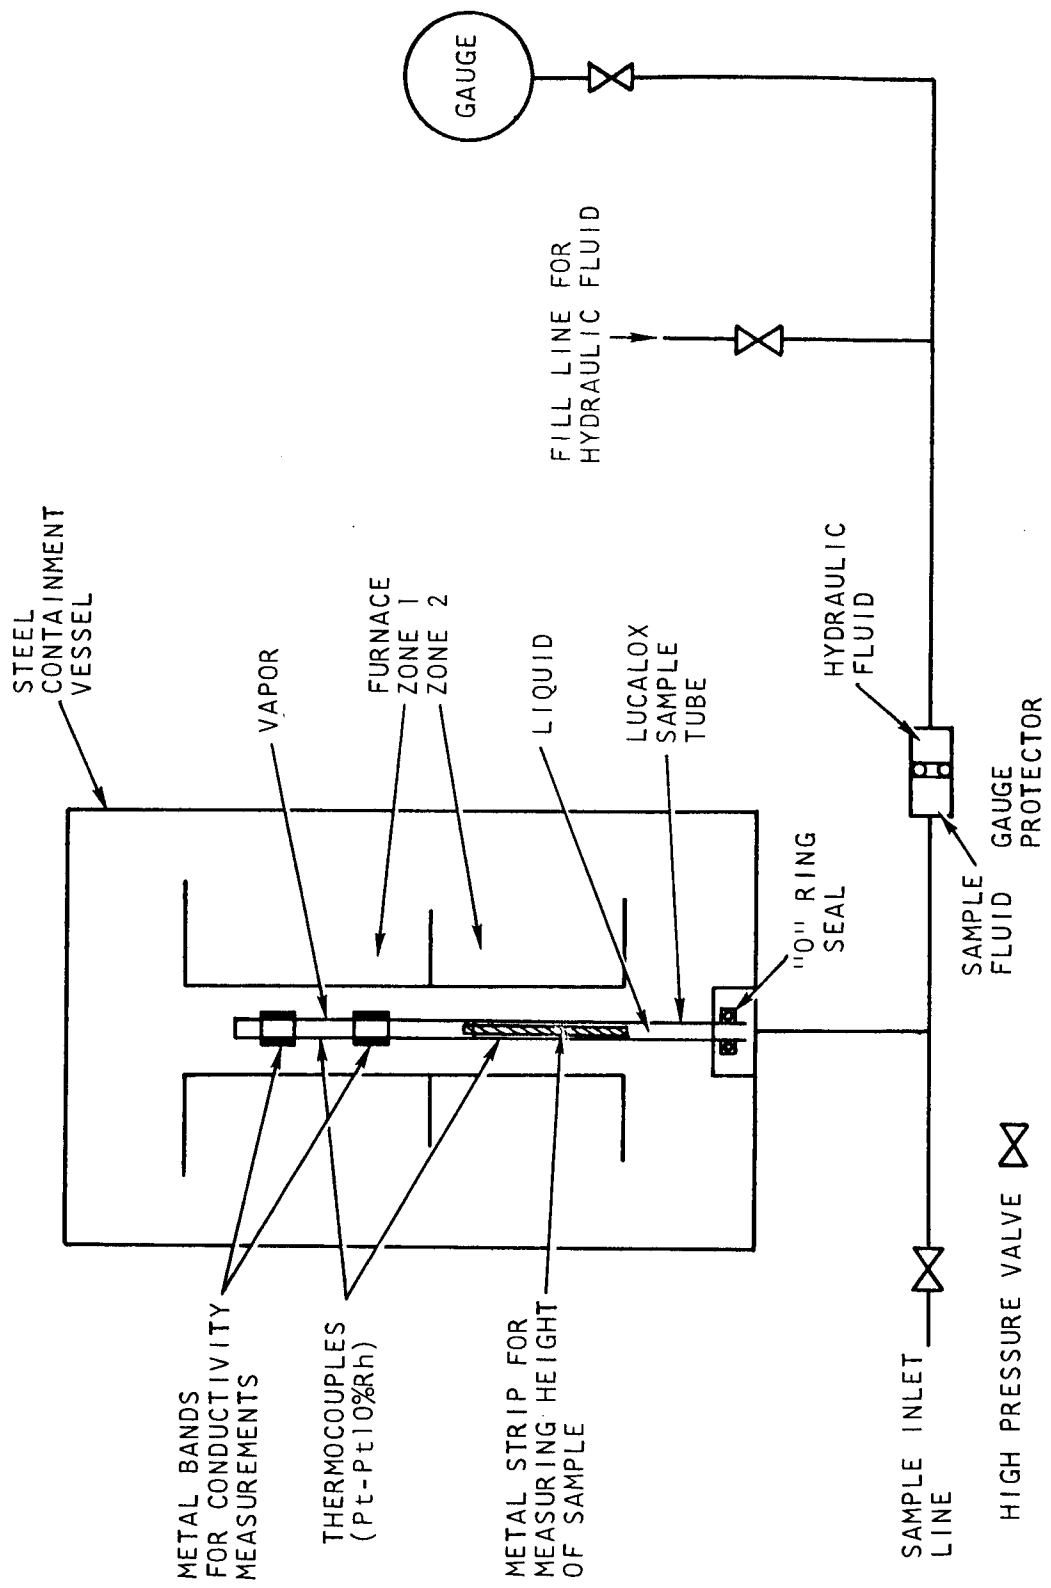 STEEL
CONTAINMENT
VESSEL
VAPOR
FURNACE
ZONE 1
ZONE 2
LIQUID
LUCALOX
SAMPLE
TUBE
"O" RING
SEAL
METAL BANDS
FOR CONDUCTIVITY
MEASUREMENTS
THERMOCOUPLES
(Pt-Pt10%Rh)
METAL STRIP FOR
MEASURING HEIGHT
OF SAMPLE
GAUGE
FILL LINE FOR
HYDRAULIC FLUID
HYDRAULIC
FLUID
SAMPLE
FLUID
GAUGE
PROTECTOR
SAMPLE INLET
LINE
HIGH PRESSURE VALVE